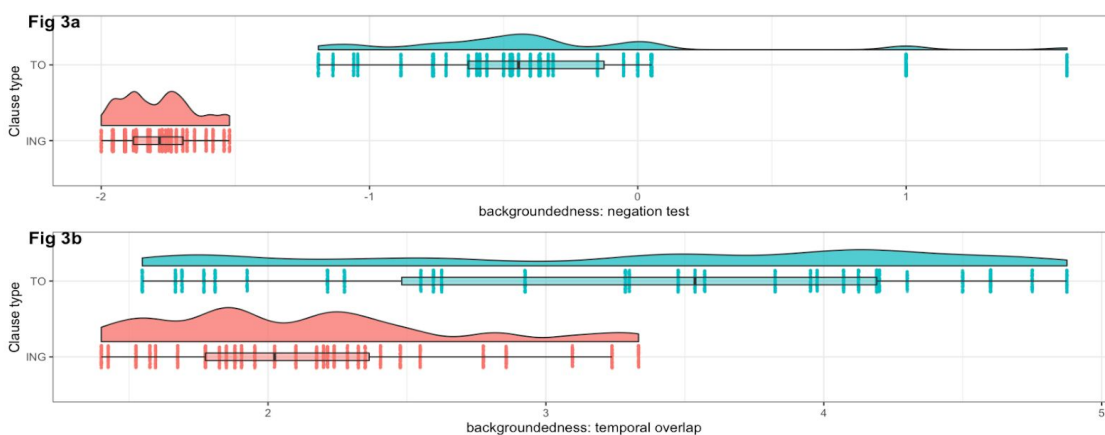 Fig 3a
Clause type
TO
ING
-2 -1 0 1
backgroundedness: negation test
Fig 3b
Clause type
TO
ING
2 3 4 5
backgroundedness: temporal overlap